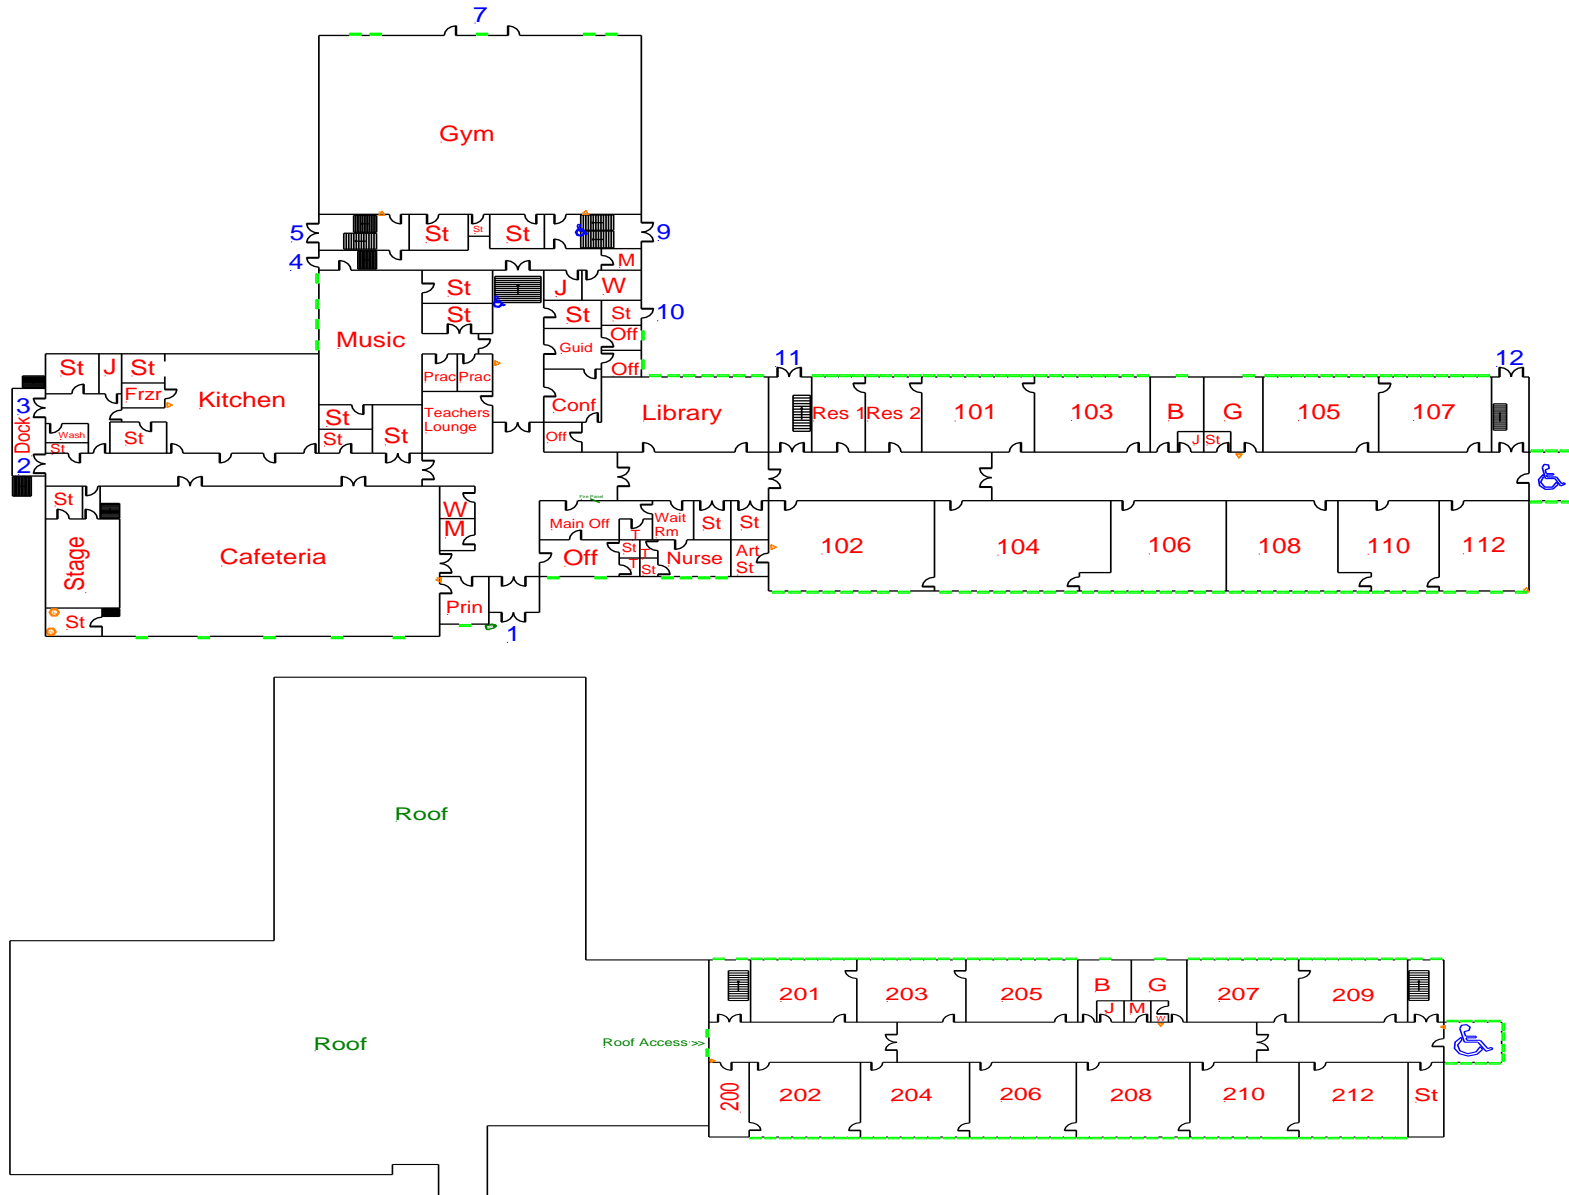 7
Gym
5
St
St
St
9
4
M
St
J
W
St
St
St
10
Music
Guid
Off
Off
St
J
St
Frzr
Kitchen
Prac
Prac
11
12
3
Dock
Wash
St
St
St
St
St
Teachers
Lounge
Conf
Off
Library
Res 1
Res 2
101
103
B
G
J
St
105
107
2
St
W
M
Fire Panel
Main Off
T
Wait
Rm
St
St
Stage
Cafeteria
Off
St
T
T
St
Nurse
Art
St
102
104
106
108
110
112
St
Prin
1
Roof
Roof
Roof Access >>
201
203
205
B
G
J
M
W
207
209
200
202
204
206
208
210
212
St